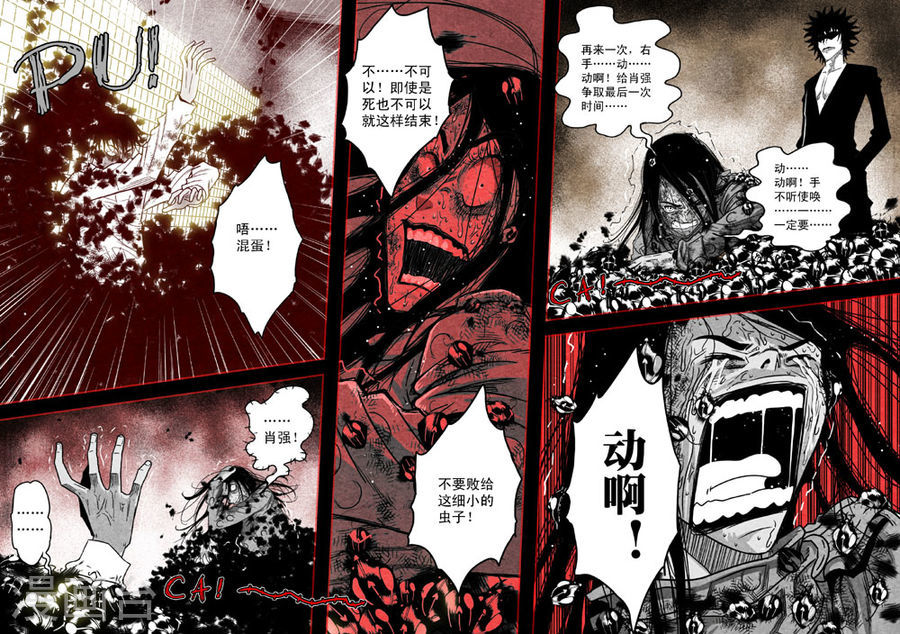 PU!
唔……
混蛋！
……
肖强！
……
……
CA!
不……不可
以！即使是
死也不可以
就这样结束！
不要败给
这细小的
虫子！
再来一次，右
手……动……
动啊！给肖强
争取最后一次
时间……
动……
动啊！手
不听使唤
……一……
一定要……
CA!
动
啊！
漫画台